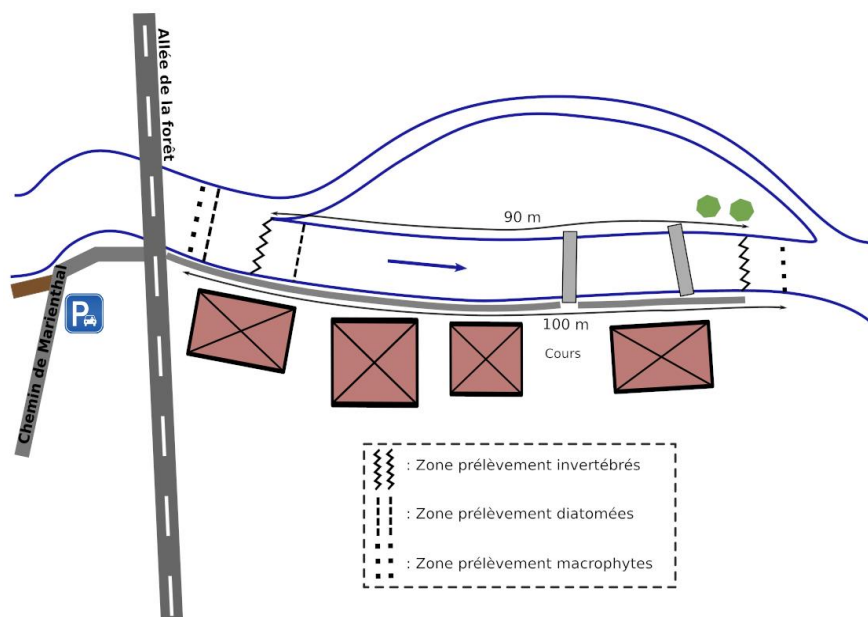 Allée de la forêt
90 m
Chemin de Marienthal
P
100 m
Cours
: Zone prélèvement invertébrés
: Zone prélèvement diatomées
: Zone prélèvement macrophytes